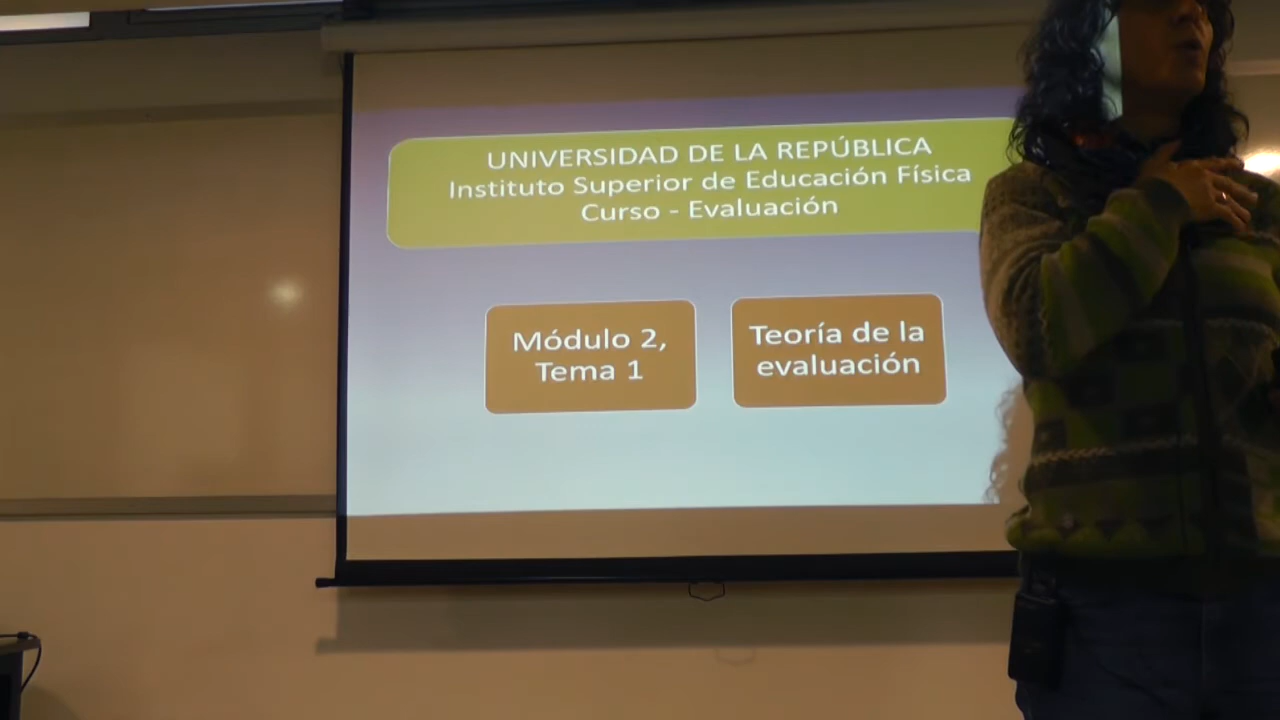 UNIVERSIDAD DE LA REPÚBLICA
Instituto Superior de Educación Física
Curso - Evaluación
Módulo 2,
Tema 1
Teoría de la
evaluación